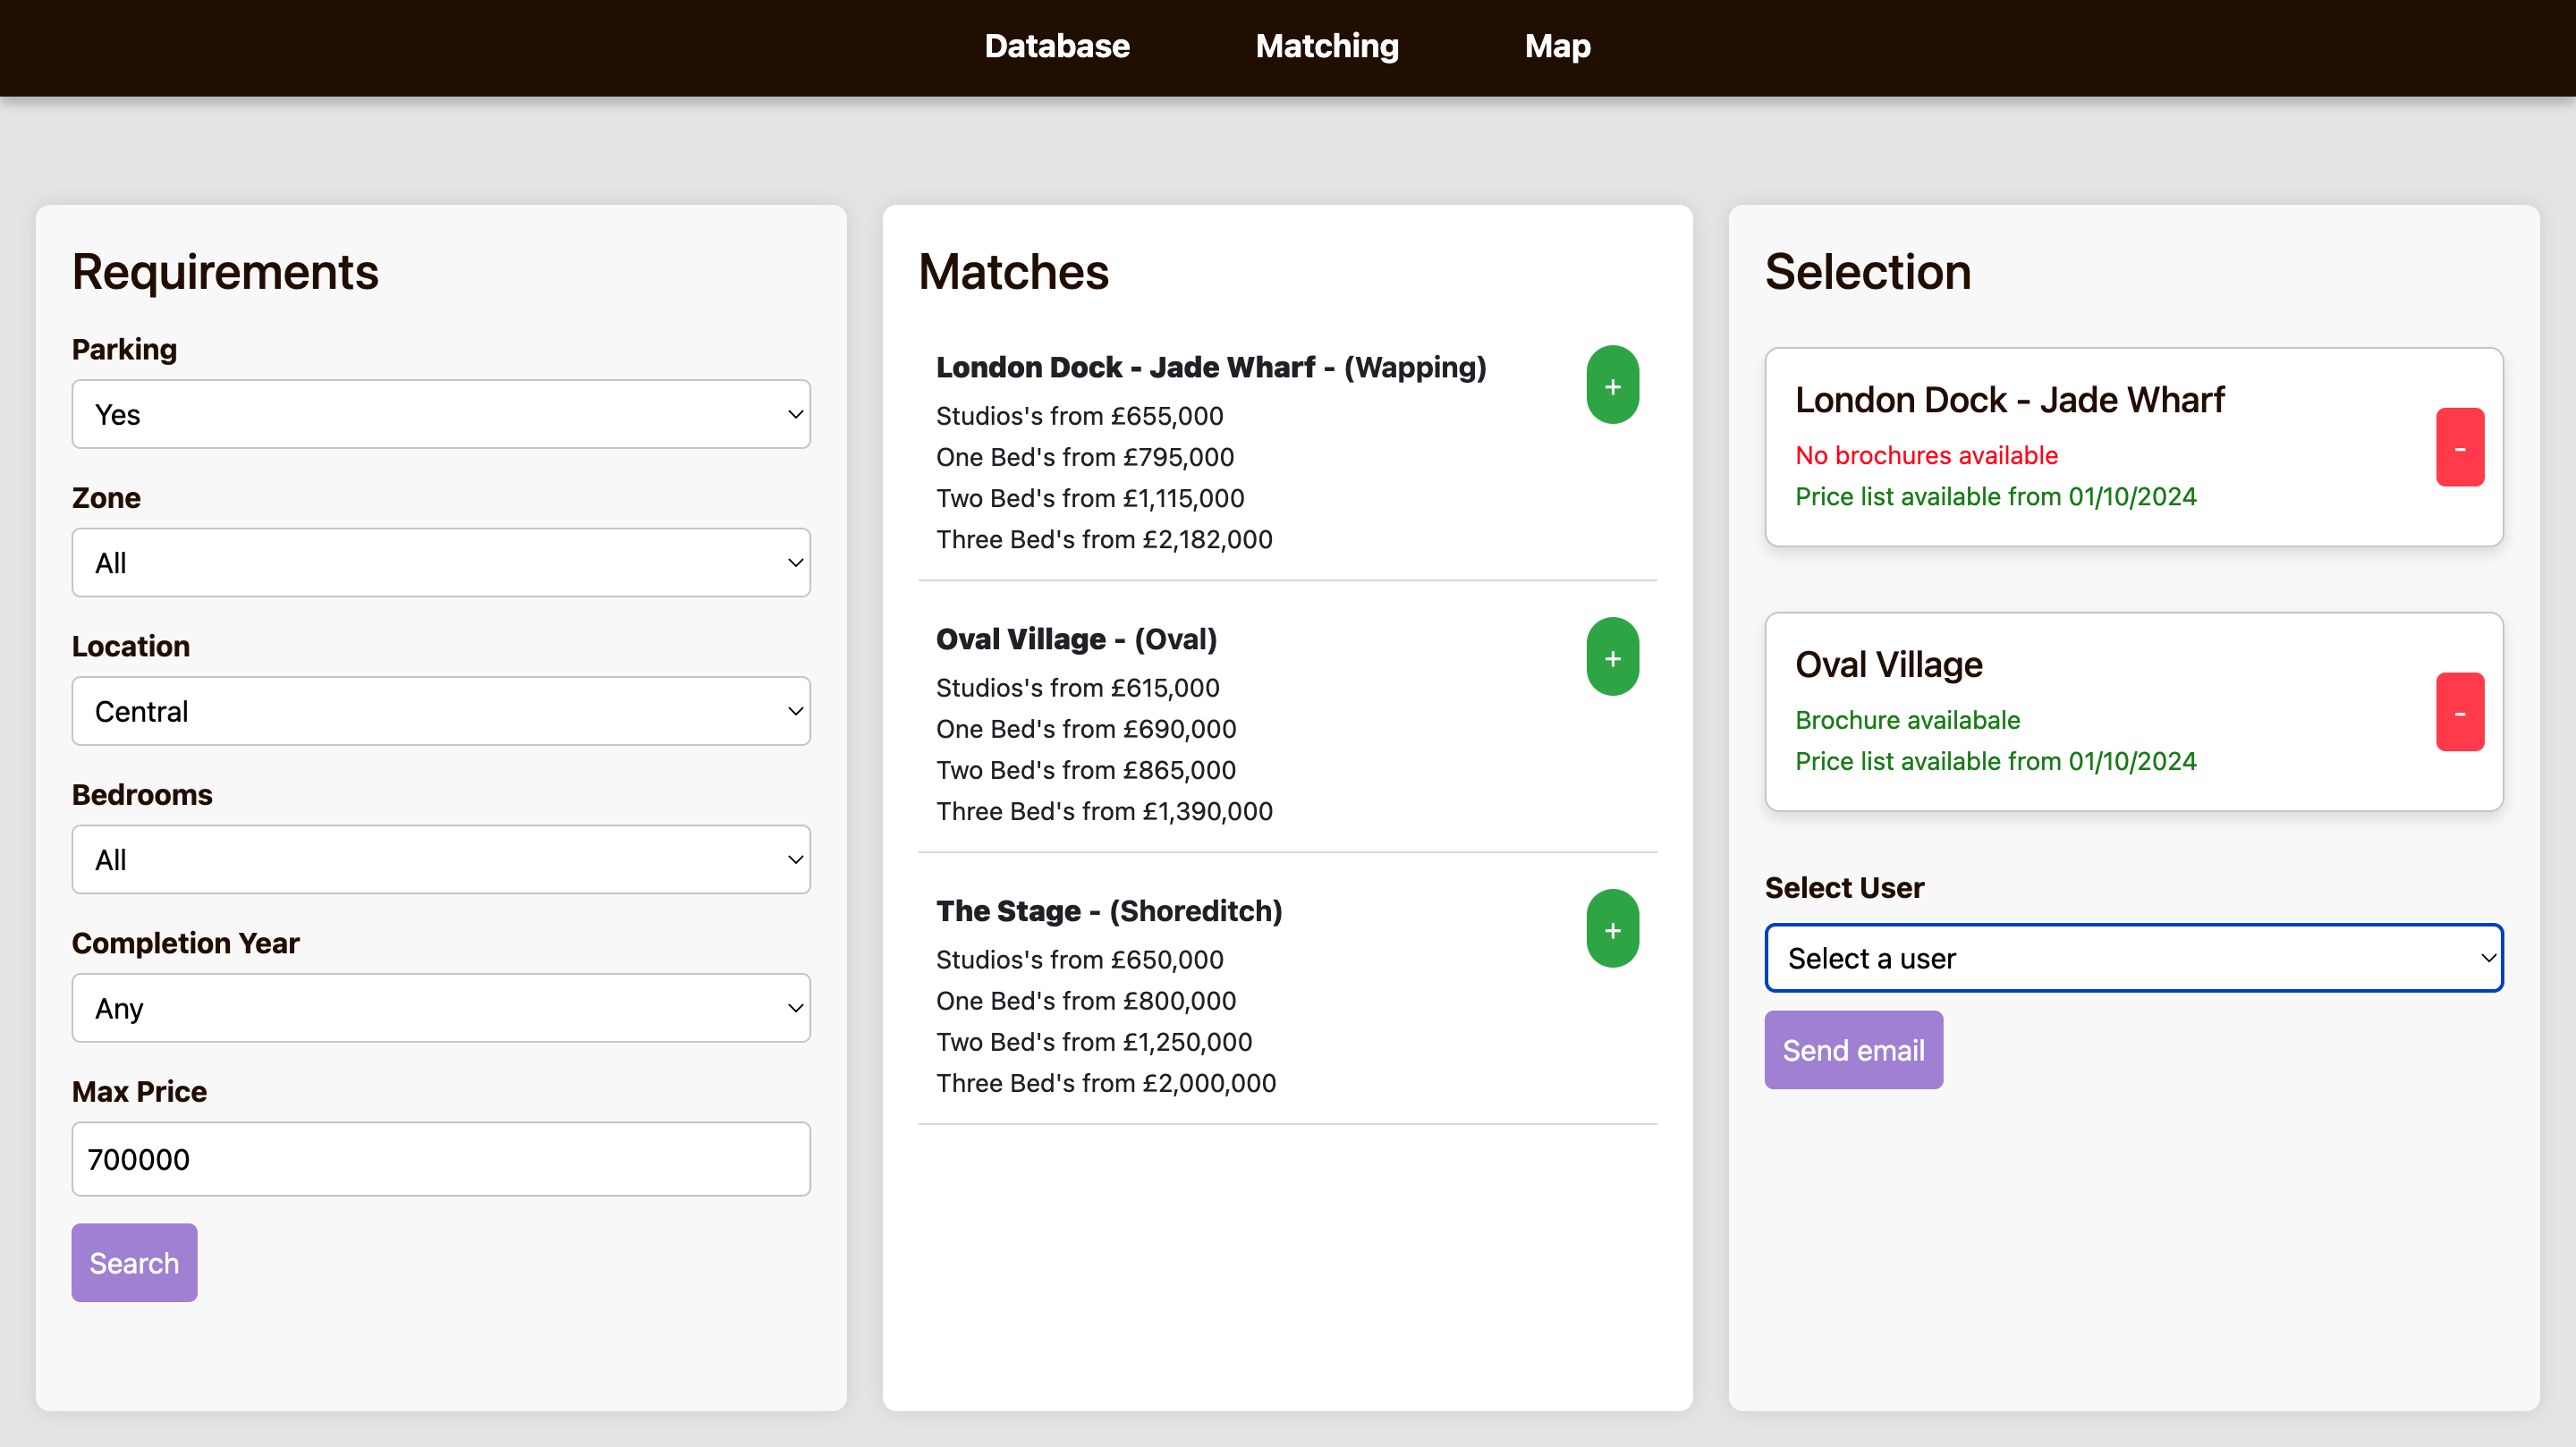 Database Matching Map
Requirements
Parking
Yes
Zone
All
Location
Central
Bedrooms
All
Completion Year
Any
Max Price
700000
Search
Matches
London Dock - Jade Wharf - (Wapping)
+
Studios's from £655,000
One Bed's from £795,000
Two Bed's from £1,115,000
Three Bed's from £2,182,000
Oval Village - (Oval)
+
Studios's from £615,000
One Bed's from £690,000
Two Bed's from £865,000
Three Bed's from £1,390,000
The Stage - (Shoreditch)
+
Studios's from £650,000
One Bed's from £800,000
Two Bed's from £1,250,000
Three Bed's from £2,000,000
Selection
London Dock - Jade Wharf
No brochures available
-
Price list available from 01/10/2024
Oval Village
Brochure availabale
-
Price list available from 01/10/2024
Select User
Select a user
Send email